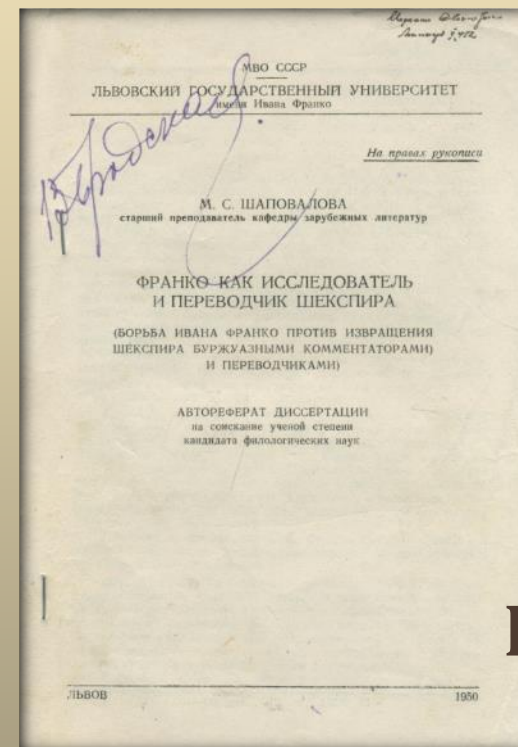 МВО СССР
ЛЬВОВСКИЙ ГОСУДАРСТВЕННЫЙ УНИВЕРСИТЕТ
имени Ивана Франко
На правах рукописи
М. С. ШАПОВАЛОВА
старший преподаватель кафедры зарубежных литератур
ФРАНКО КАК ИССЛЕДОВАТЕЛЬ
И ПЕРЕВОДЧИК ШЕКСПИРА
(БОРЬБА ИВАНА ФРАНКО ПРОТИВ ИЗВРАЩЕНИЯ
ШЕКСПИРА БУРЖУАЗНЫМИ КОММЕНТАТОРАМИ)
И ПЕРЕВОДЧИКАМИ)
АВТОРЕФЕРАТ ДИССЕРТАЦИИ
на соискание ученой степени
кандидата филологических наук
ЛЬВОВ 1950